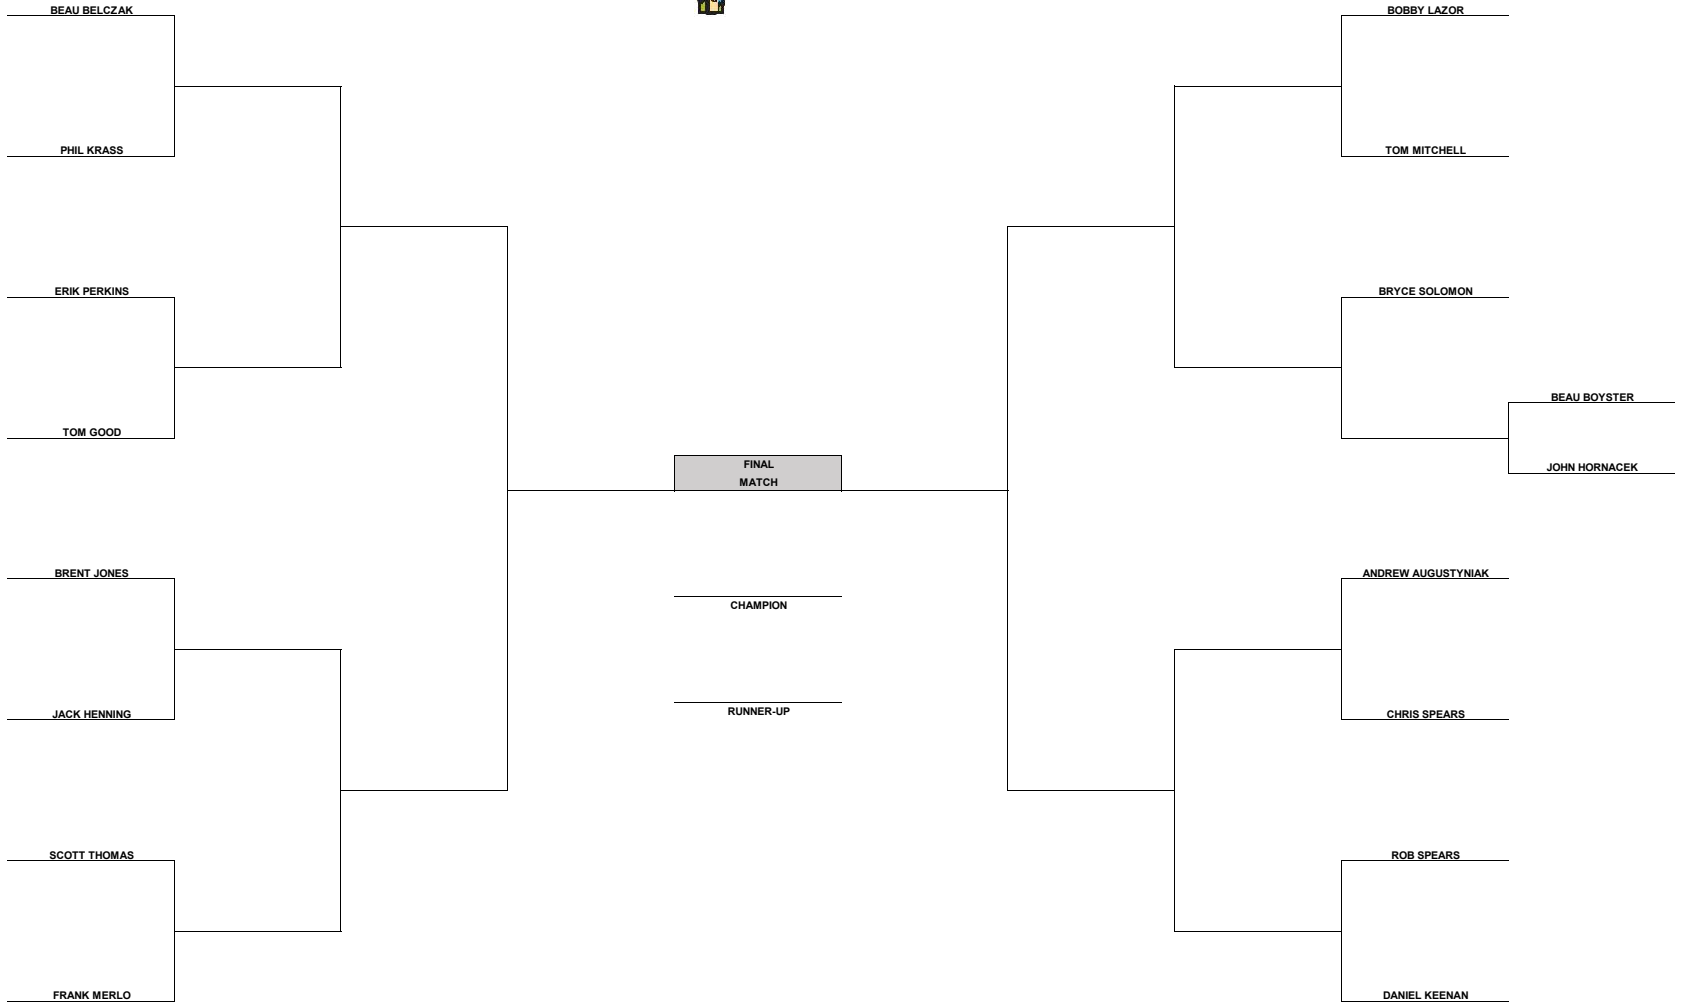 BEAU BELCZAK
BOBBY LAZOR
PHIL KRASS
TOM MITCHELL
ERIK PERKINS
BRYCE SOLOMON
BEAU BOYSTER
TOM GOOD
FINAL
MATCH
JOHN HORNACEK
BRENT JONES
ANDREW AUGUSTYNIAK
CHAMPION
JACK HENNING
RUNNER-UP
CHRIS SPEARS
SCOTT THOMAS
ROB SPEARS
FRANK MERLO
DANIEL KEENAN